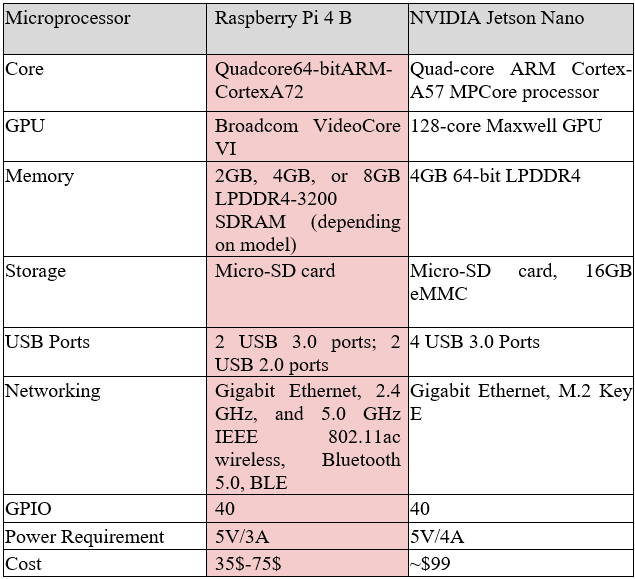 Microprocessor Raspberry Pi 4 B NVIDIA Jetson Nano
Core Quadcore64-bitARM- Quad-core ARM Cortex-
CortexA72 A57 MPCore processor
GPU Broadcom VideoCore 128-core Maxwell GPU
VI
Memory 2GB, 4GB, or 8GB 4GB 64-bit LPDDR4
LPDDR4-3200
SDRAM (depending
on model)
Storage Micro-SD card Micro-SD card, 16GB
eMMC
USB Ports 2 USB 3.0 ports; 2 4 USB 3.0 Ports
USB 2.0 ports
Networking Gigabit Ethernet, 2.4 Gigabit Ethernet, M.2 Key
GHz, and 5.0 GHz E
IEEE 802.11ac
wireless, Bluetooth
5.0, BLE
GPIO 40 40
Power Requirement 5V/3A 5V/4A
Cost 35$-75$ ~$99